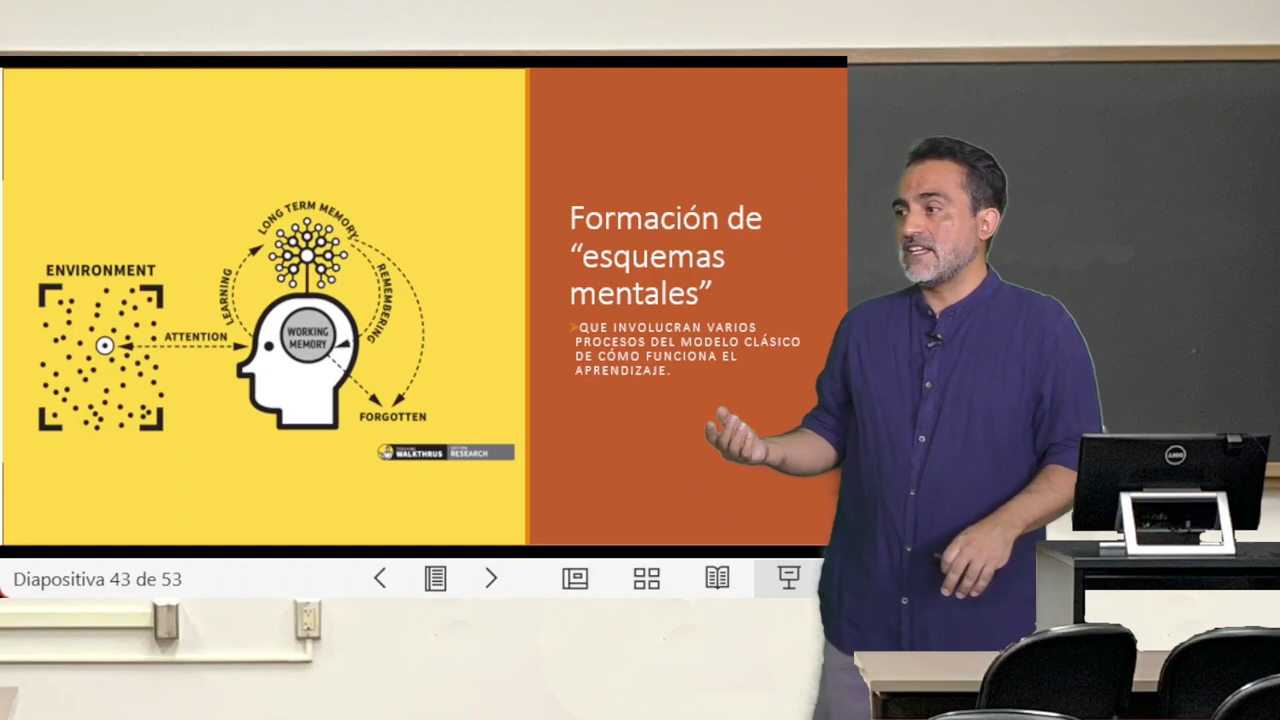 LONG TERM MEMORY
ENVIRONMENT
LEARNING
REMEMBERING
ATTENTION
WORKING
MEMORY
FORGOTTEN
WALKTHRUS
RESEARCH
Formación de
“esquemas
mentales”
➤QUE INVOLUCRAN VARIOS
PROCESOS DEL MODELO CLÁSICO
DE CÓMO FUNCIONA EL
APRENDIZAJE.
Diapositiva 43 de 53
DELL